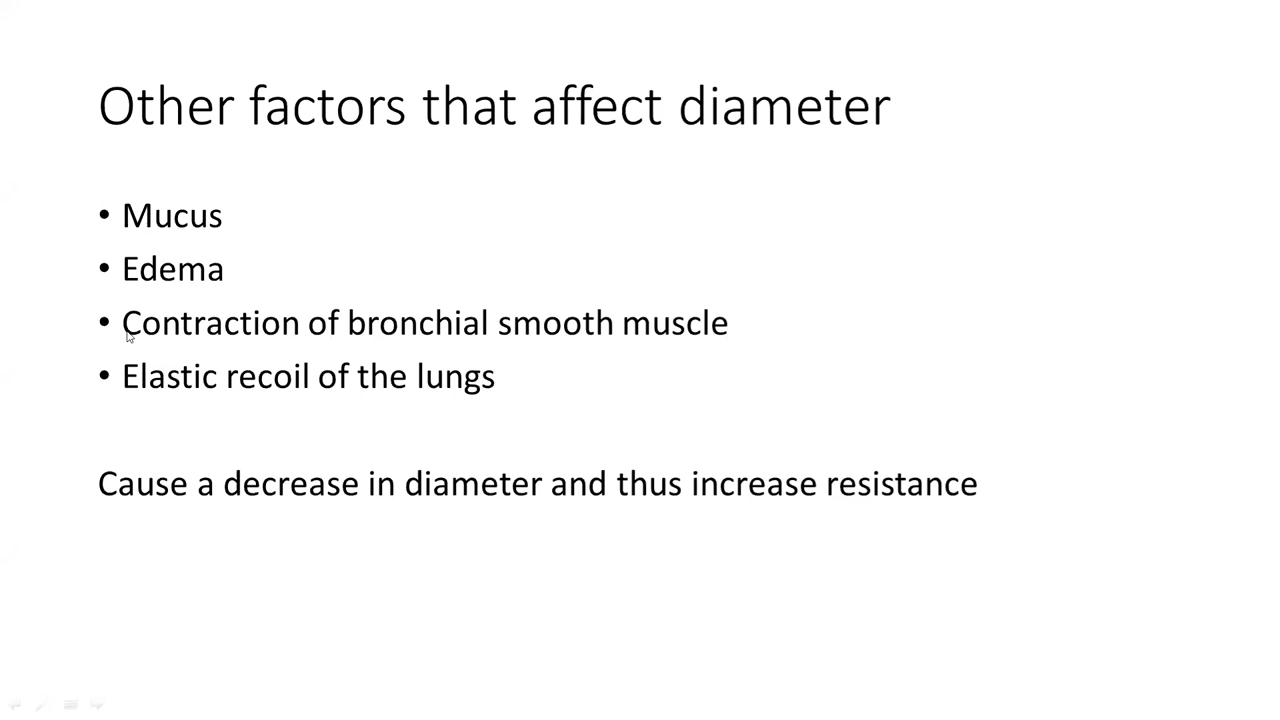 Other factors that affect diameter
• Mucus
• Edema
• Contraction of bronchial smooth muscle
• Elastic recoil of the lungs
Cause a decrease in diameter and thus increase resistance